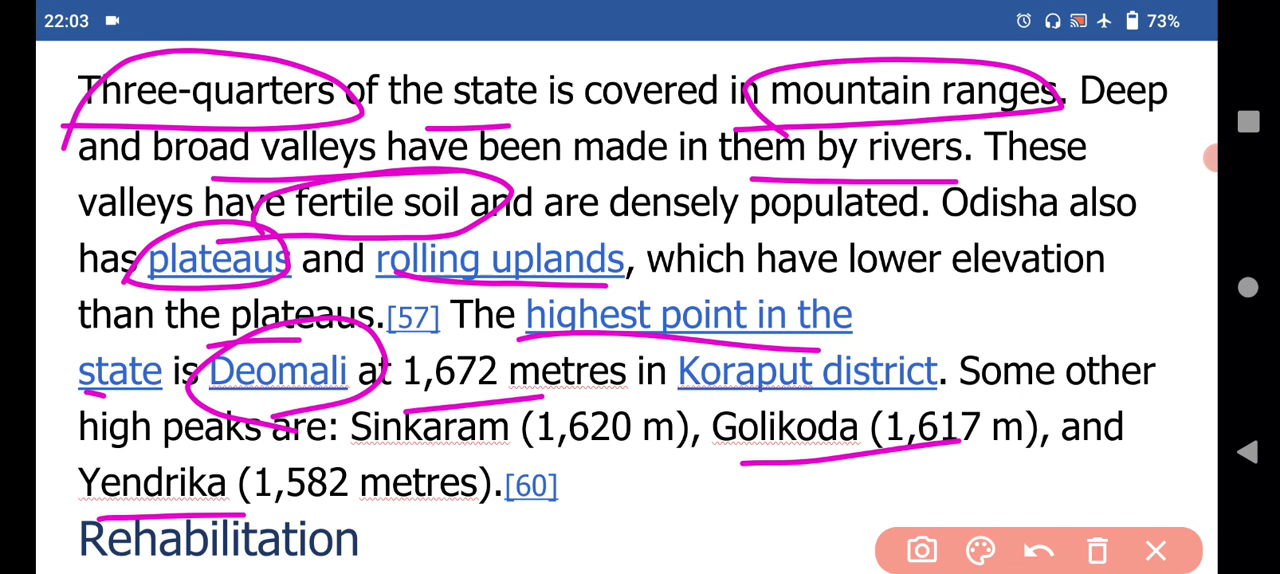 22:03 73%
Three-quarters of the state is covered in mountain ranges. Deep
and broad valleys have been made in them by rivers. These
valleys have fertile soil and are densely populated. Odisha also
has plateaus and rolling uplands, which have lower elevation
than the plateaus.[57] The highest point in the
state is Deomali at 1,672 metres in Koraput district. Some other
high peaks are: Sinkaram (1,620 m), Golikoda (1,617 m), and
Yendrika (1,582 metres).[60]
Rehabilitation